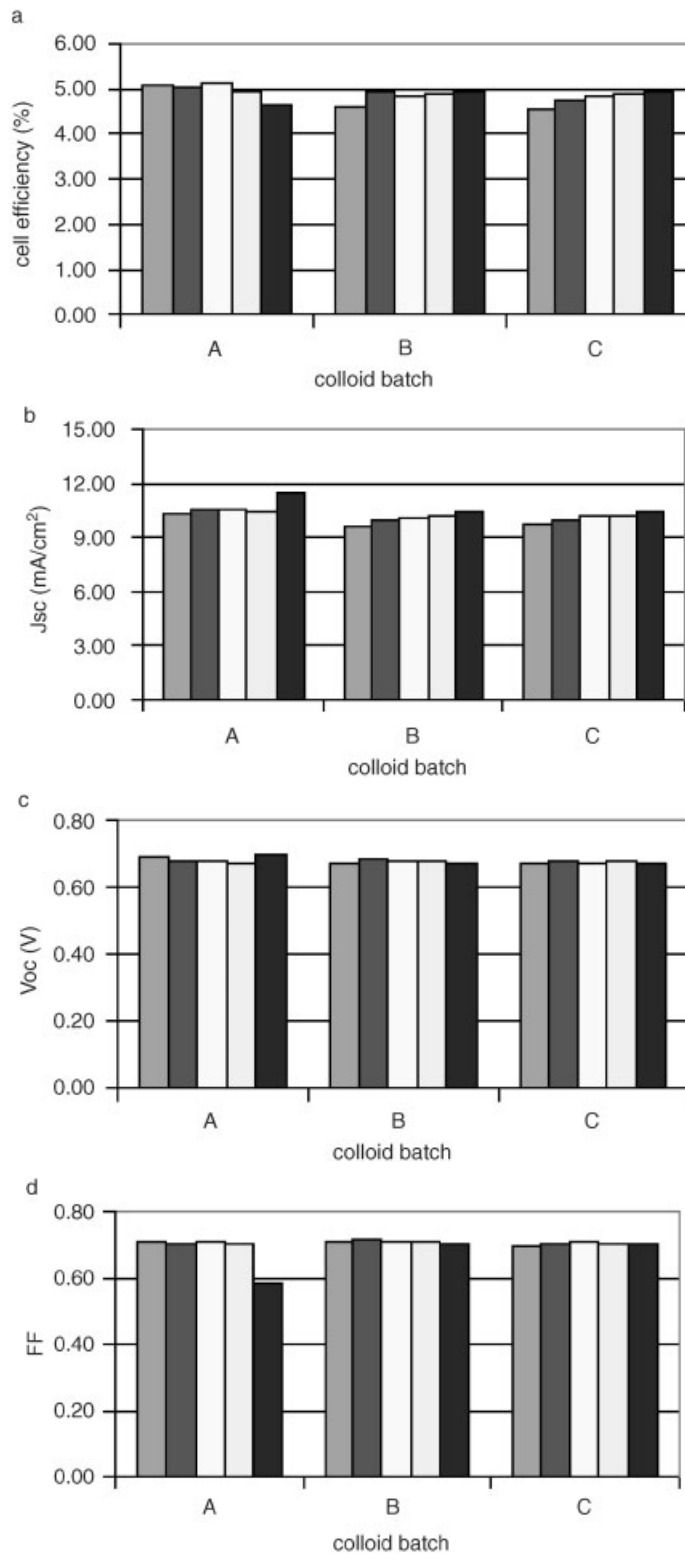 a
6.00
5.00
4.00
3.00
2.00
1.00
0.00
cell efficiency (%)
A B C
colloid batch
b
15.00
12.00
9.00
6.00
3.00
0.00
Jsc (mA/cm²)
A B C
colloid batch
c
0.80
0.60
0.40
0.20
0.00
Voc (V)
A B C
colloid batch
d
0.80
0.60
0.40
0.20
0.00
FF
A B C
colloid batch